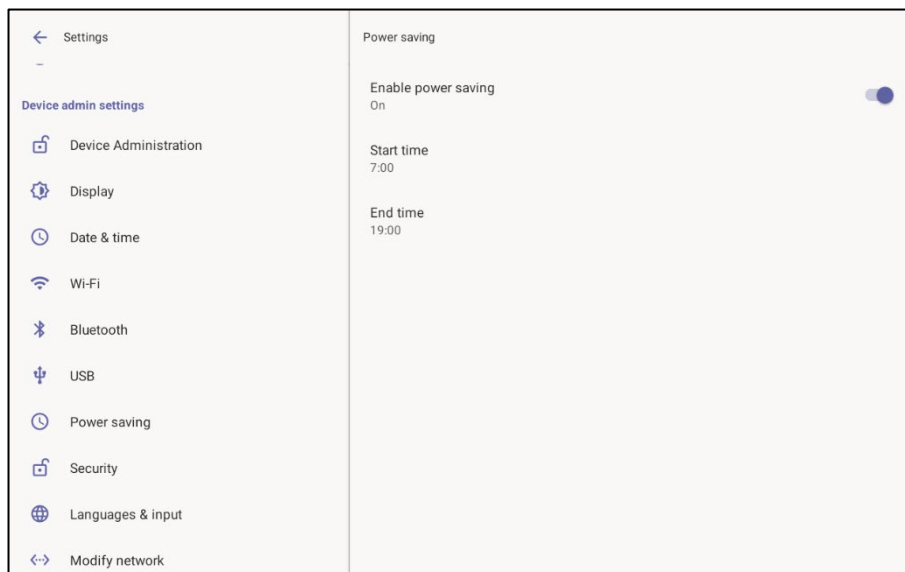 Settings
Device admin settings
Device Administration
Display
Date & time
Wi-Fi
Bluetooth
USB
Power saving
Security
Languages & input
Modify network
Power saving
Enable power saving
On
Start time
7:00
End time
19:00